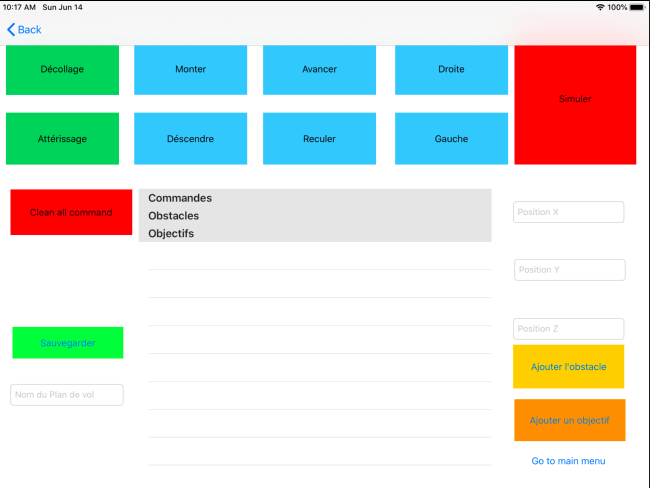 10:17 AM Sun Jun 14 100%
Back
Décollage Monter Avancer Droite Simuler
Attérissage Déscendre Reculer Gauche
Clean all command
Commandes
Obstacles
Objectifs
Position X
Position Y
Position Z
Sauvegarder
Nom du Plan de vol
Ajouter l'obstacle
Ajouter un objectif
Go to main menu